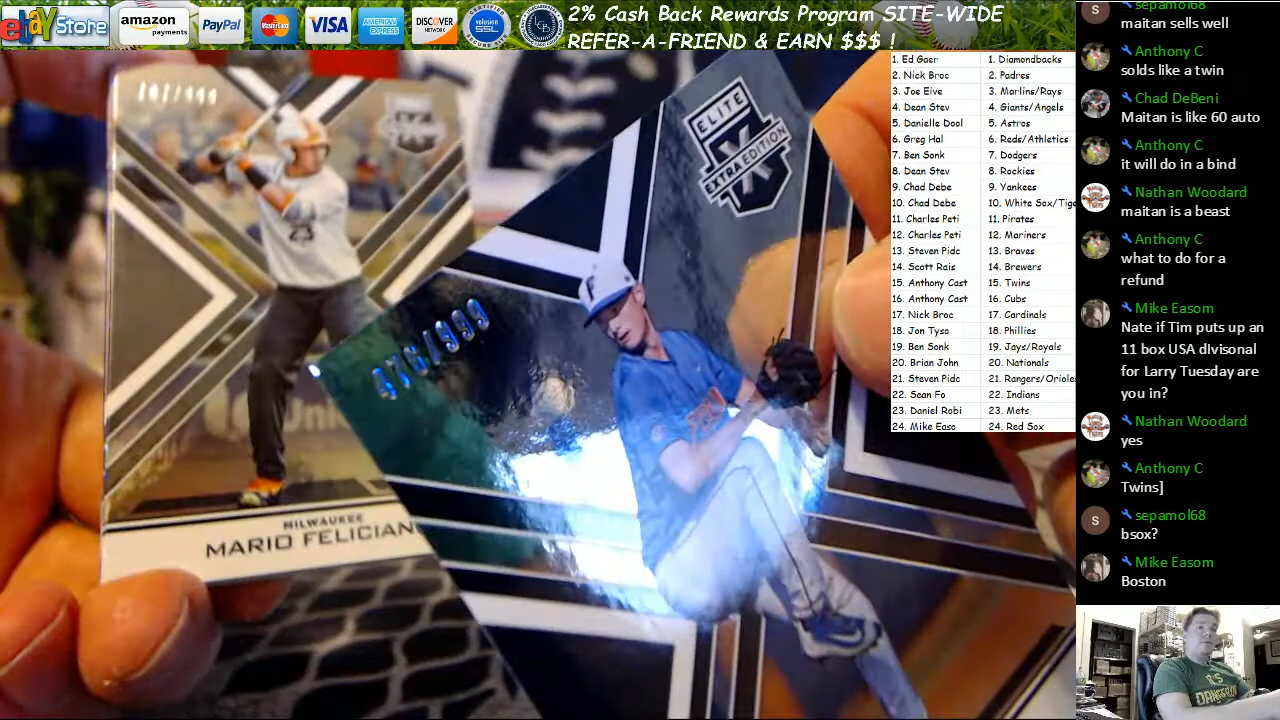 ebay Store
amazon payments
PayPal
MasterCard
VISA
AMERICAN EXPRESS
DISCOVER NETWORK
volusion SSL
2% Cash Back Rewards Program SITE-WIDE
REFER-A-FRIEND & EARN $$$ !
1. Ed Gaer 1. Diamondbacks
2. Nick Broc 2. Padres
3. Joe Eive 3. Marlins/Rays
4. Dean Stev 4. Giants/Angels
5. Danielle Dool 5. Astros
6. Greg Hal 6. Reds/Athletics
7. Ben Sonk 7. Dodgers
8. Dean Stev 8. Rockies
9. Chad Debe 9. Yankees
10. Chad Debe 10. White Sox/Tige
11. Charles Peti 11. Pirates
12. Charles Peti 12. Mariners
13. Steven Pidc 13. Braves
14. Scott Rais 14. Brewers
15. Anthony Cast 15. Twins
16. Anthony Cast 16. Cubs
17. Nick Broc 17. Cardinals
18. Jon Tyso 18. Phillies
19. Ben Sonk 19. Jays/Royals
20. Brian John 20. Nationals
21. Steven Pidc 21. Rangers/Oriole
22. Sean Fo 22. Indians
23. Daniel Robi 23. Mets
24. Mike Easo 24. Red Sox
ELITE
EXTRA EDITION
23
MILWAUKEE
MARIO FELICIAN
sepamol68
maitan sells well
Anthony C
solds like a twin
Chad DeBeni
Maitan is like 60 auto
Anthony C
it will do in a bind
Nathan Woodard
maitan is a beast
Anthony C
what to do for a
refund
Mike Easom
Nate if Tim puts up an
11 box USA dIvisonal
for Larry Tuesday are
you in?
Nathan Woodard
yes
Anthony C
Twins]
S
sepamol68
bsox?
Mike Easom
Boston